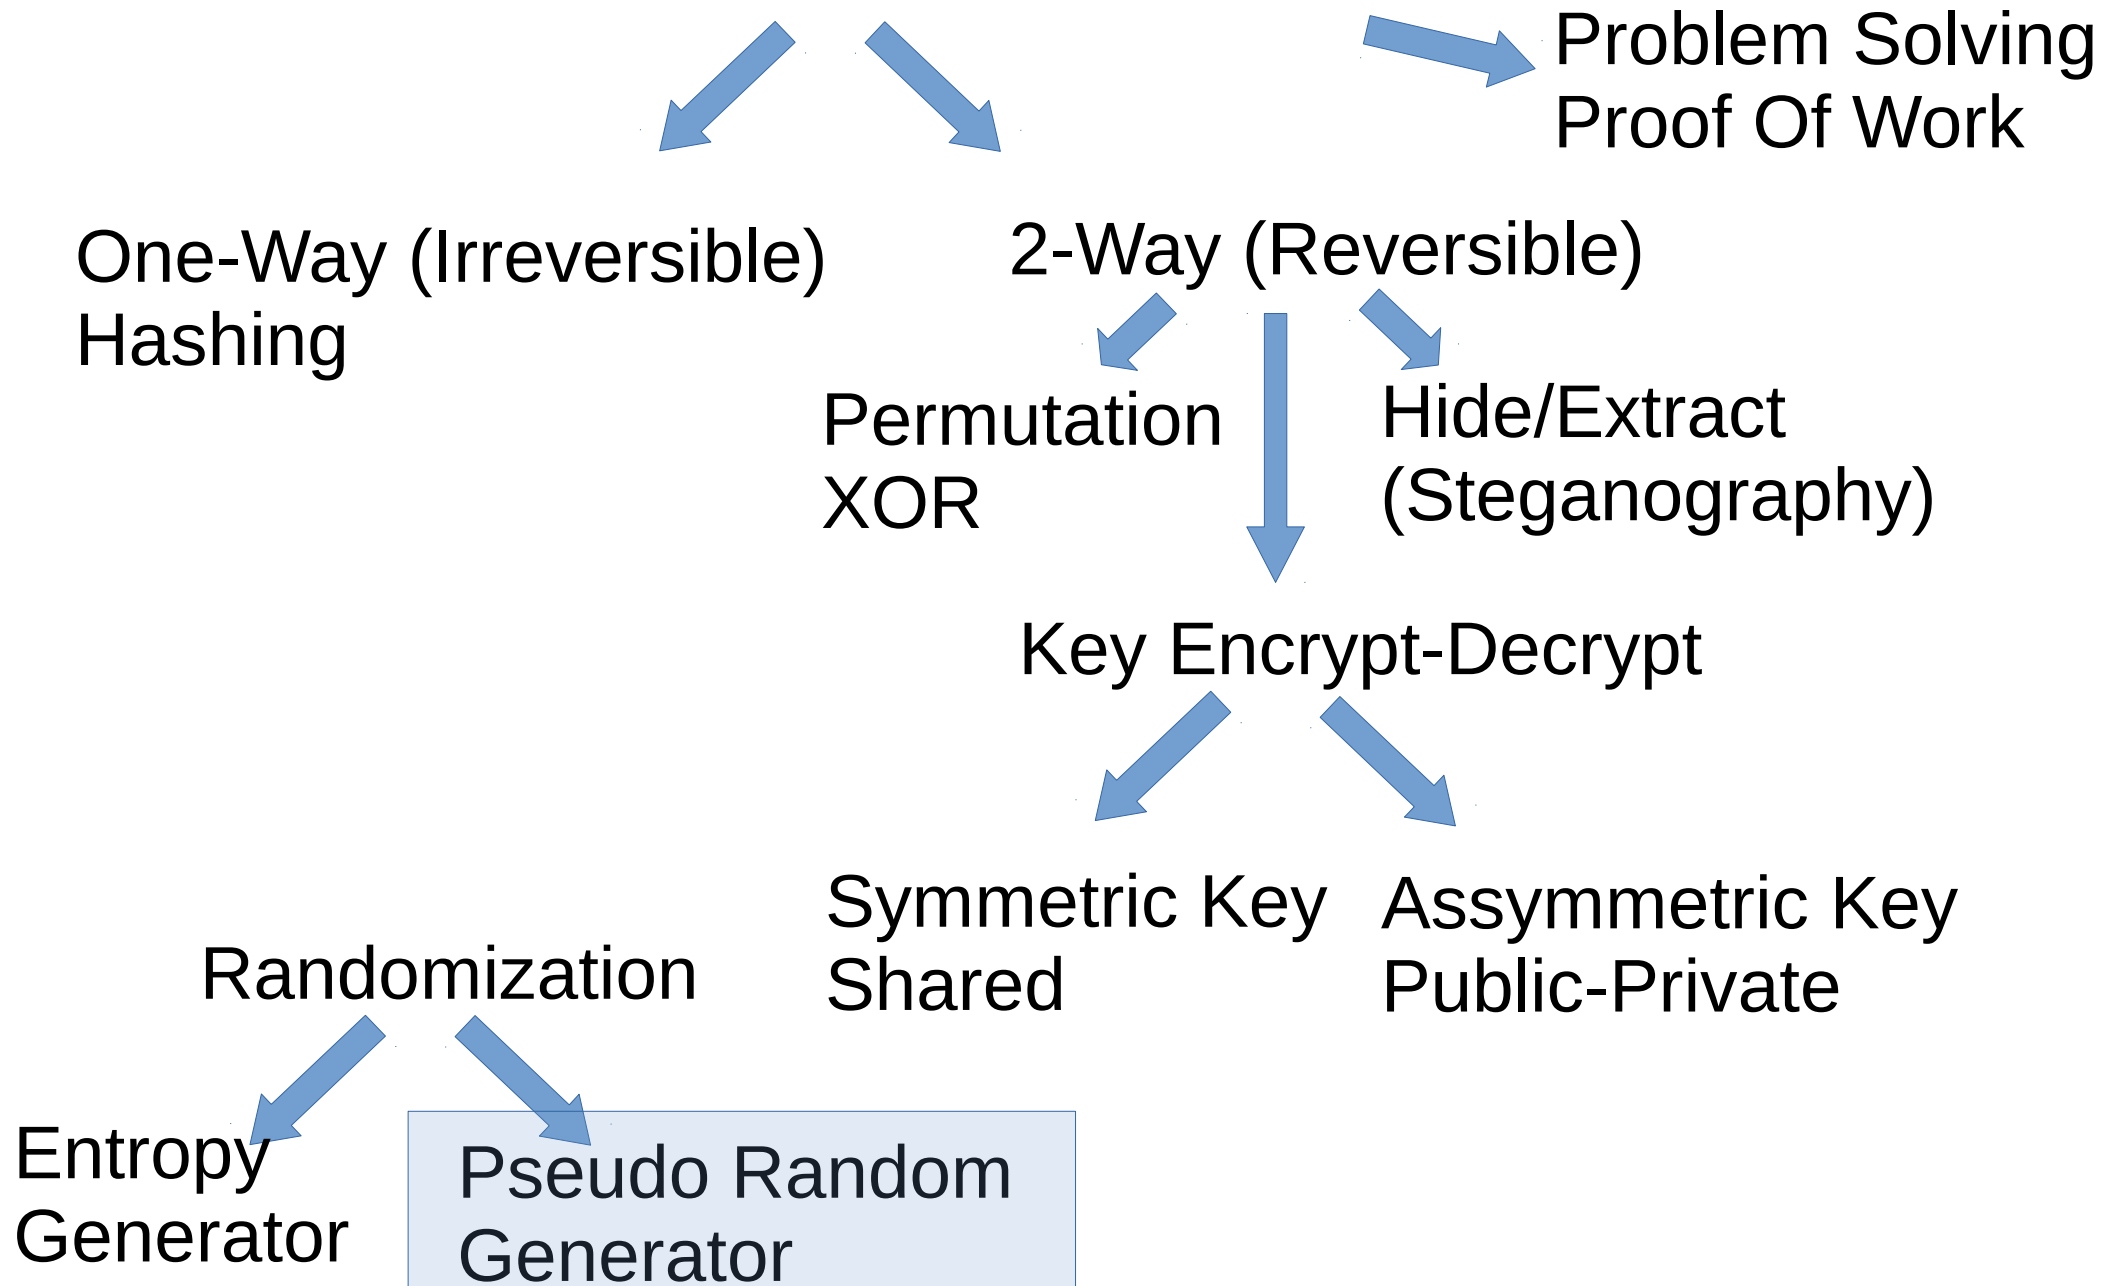 Problem Solving
Proof Of Work
One-Way (Irreversible)
Hashing
2-Way (Reversible)
Permutation
XOR
Hide/Extract
(Steganography)
Key Encrypt-Decrypt
Symmetric Key
Shared
Assymmetric Key
Public-Private
Randomization
Entropy
Generator
Pseudo Random
Generator